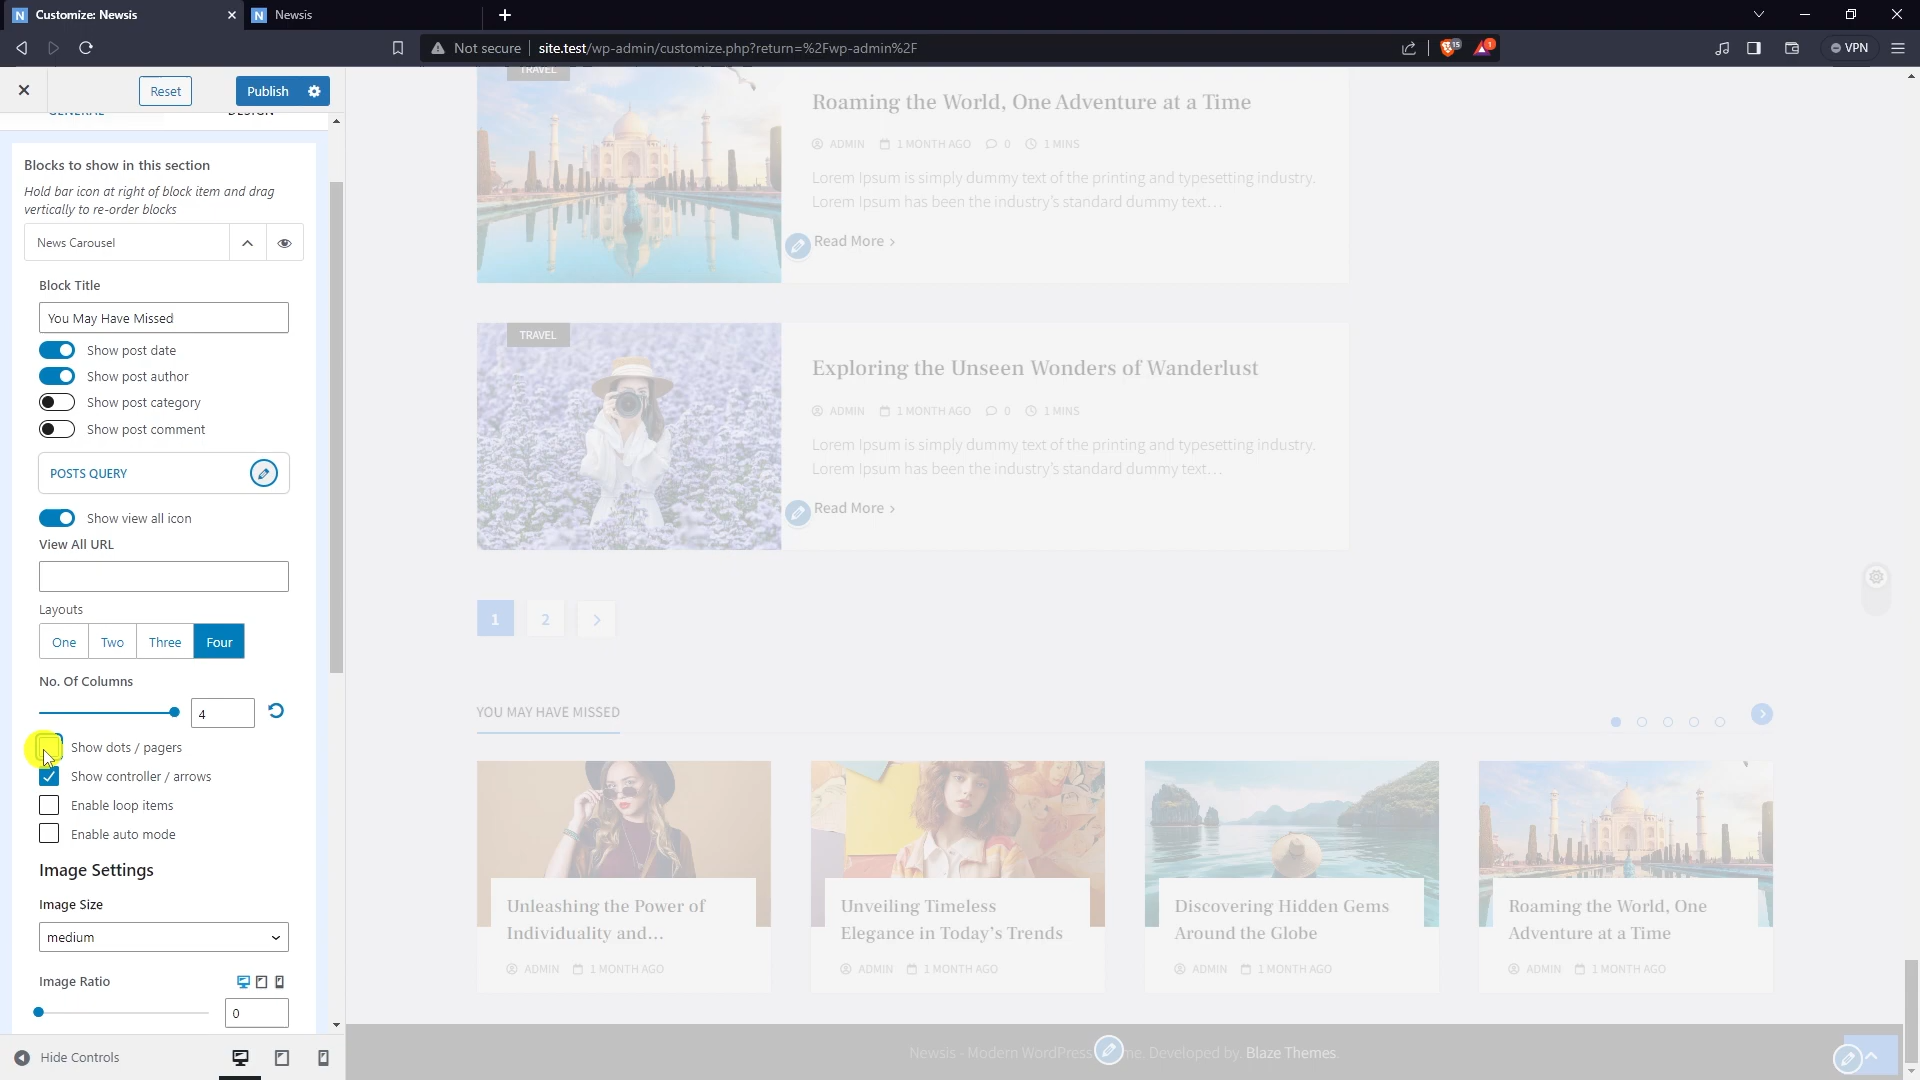 Customize: Newsis
Newsis
Not secure
site.test/wp-admin/customize.php?return=%2Fwp-admin%2F
15
1
VPN
Reset
Publish
GENERAL
DESIGN
Blocks to show in this section
Hold bar icon at right of block item and drag
vertically to re-order blocks
News Carousel
Block Title
You May Have Missed
Show post date
Show post author
Show post category
Show post comment
POSTS QUERY
Show view all icon
View All URL
Layouts
One
Two
Three
Four
No. Of Columns
4
Show dots / pagers
Show controller / arrows
Enable loop items
Enable auto mode
Image Settings
Image Size
medium
Image Ratio
0
Hide Controls
TRAVEL
Roaming the World, One Adventure at a Time
ADMIN 1 MONTH AGO 0 1 MINS
Lorem Ipsum is simply dummy text of the printing and typesetting industry.
Lorem Ipsum has been the industry's standard dummy text...
Read More
TRAVEL
Exploring the Unseen Wonders of Wanderlust
ADMIN 1 MONTH AGO 0 1 MINS
Lorem Ipsum is simply dummy text of the printing and typesetting industry.
Lorem Ipsum has been the industry's standard dummy text...
Read More
1 2
YOU MAY HAVE MISSED
Unleashing the Power of
Individuality and...
ADMIN 1 MONTH AGO
Unveiling Timeless
Elegance in Today's Trends
ADMIN 1 MONTH AGO
Discovering Hidden Gems
Around the Globe
ADMIN 1 MONTH AGO
Roaming the World, One
Adventure at a Time
ADMIN 1 MONTH AGO
Newsis - Modern WordPress me. Developed by. Blaze Themes.